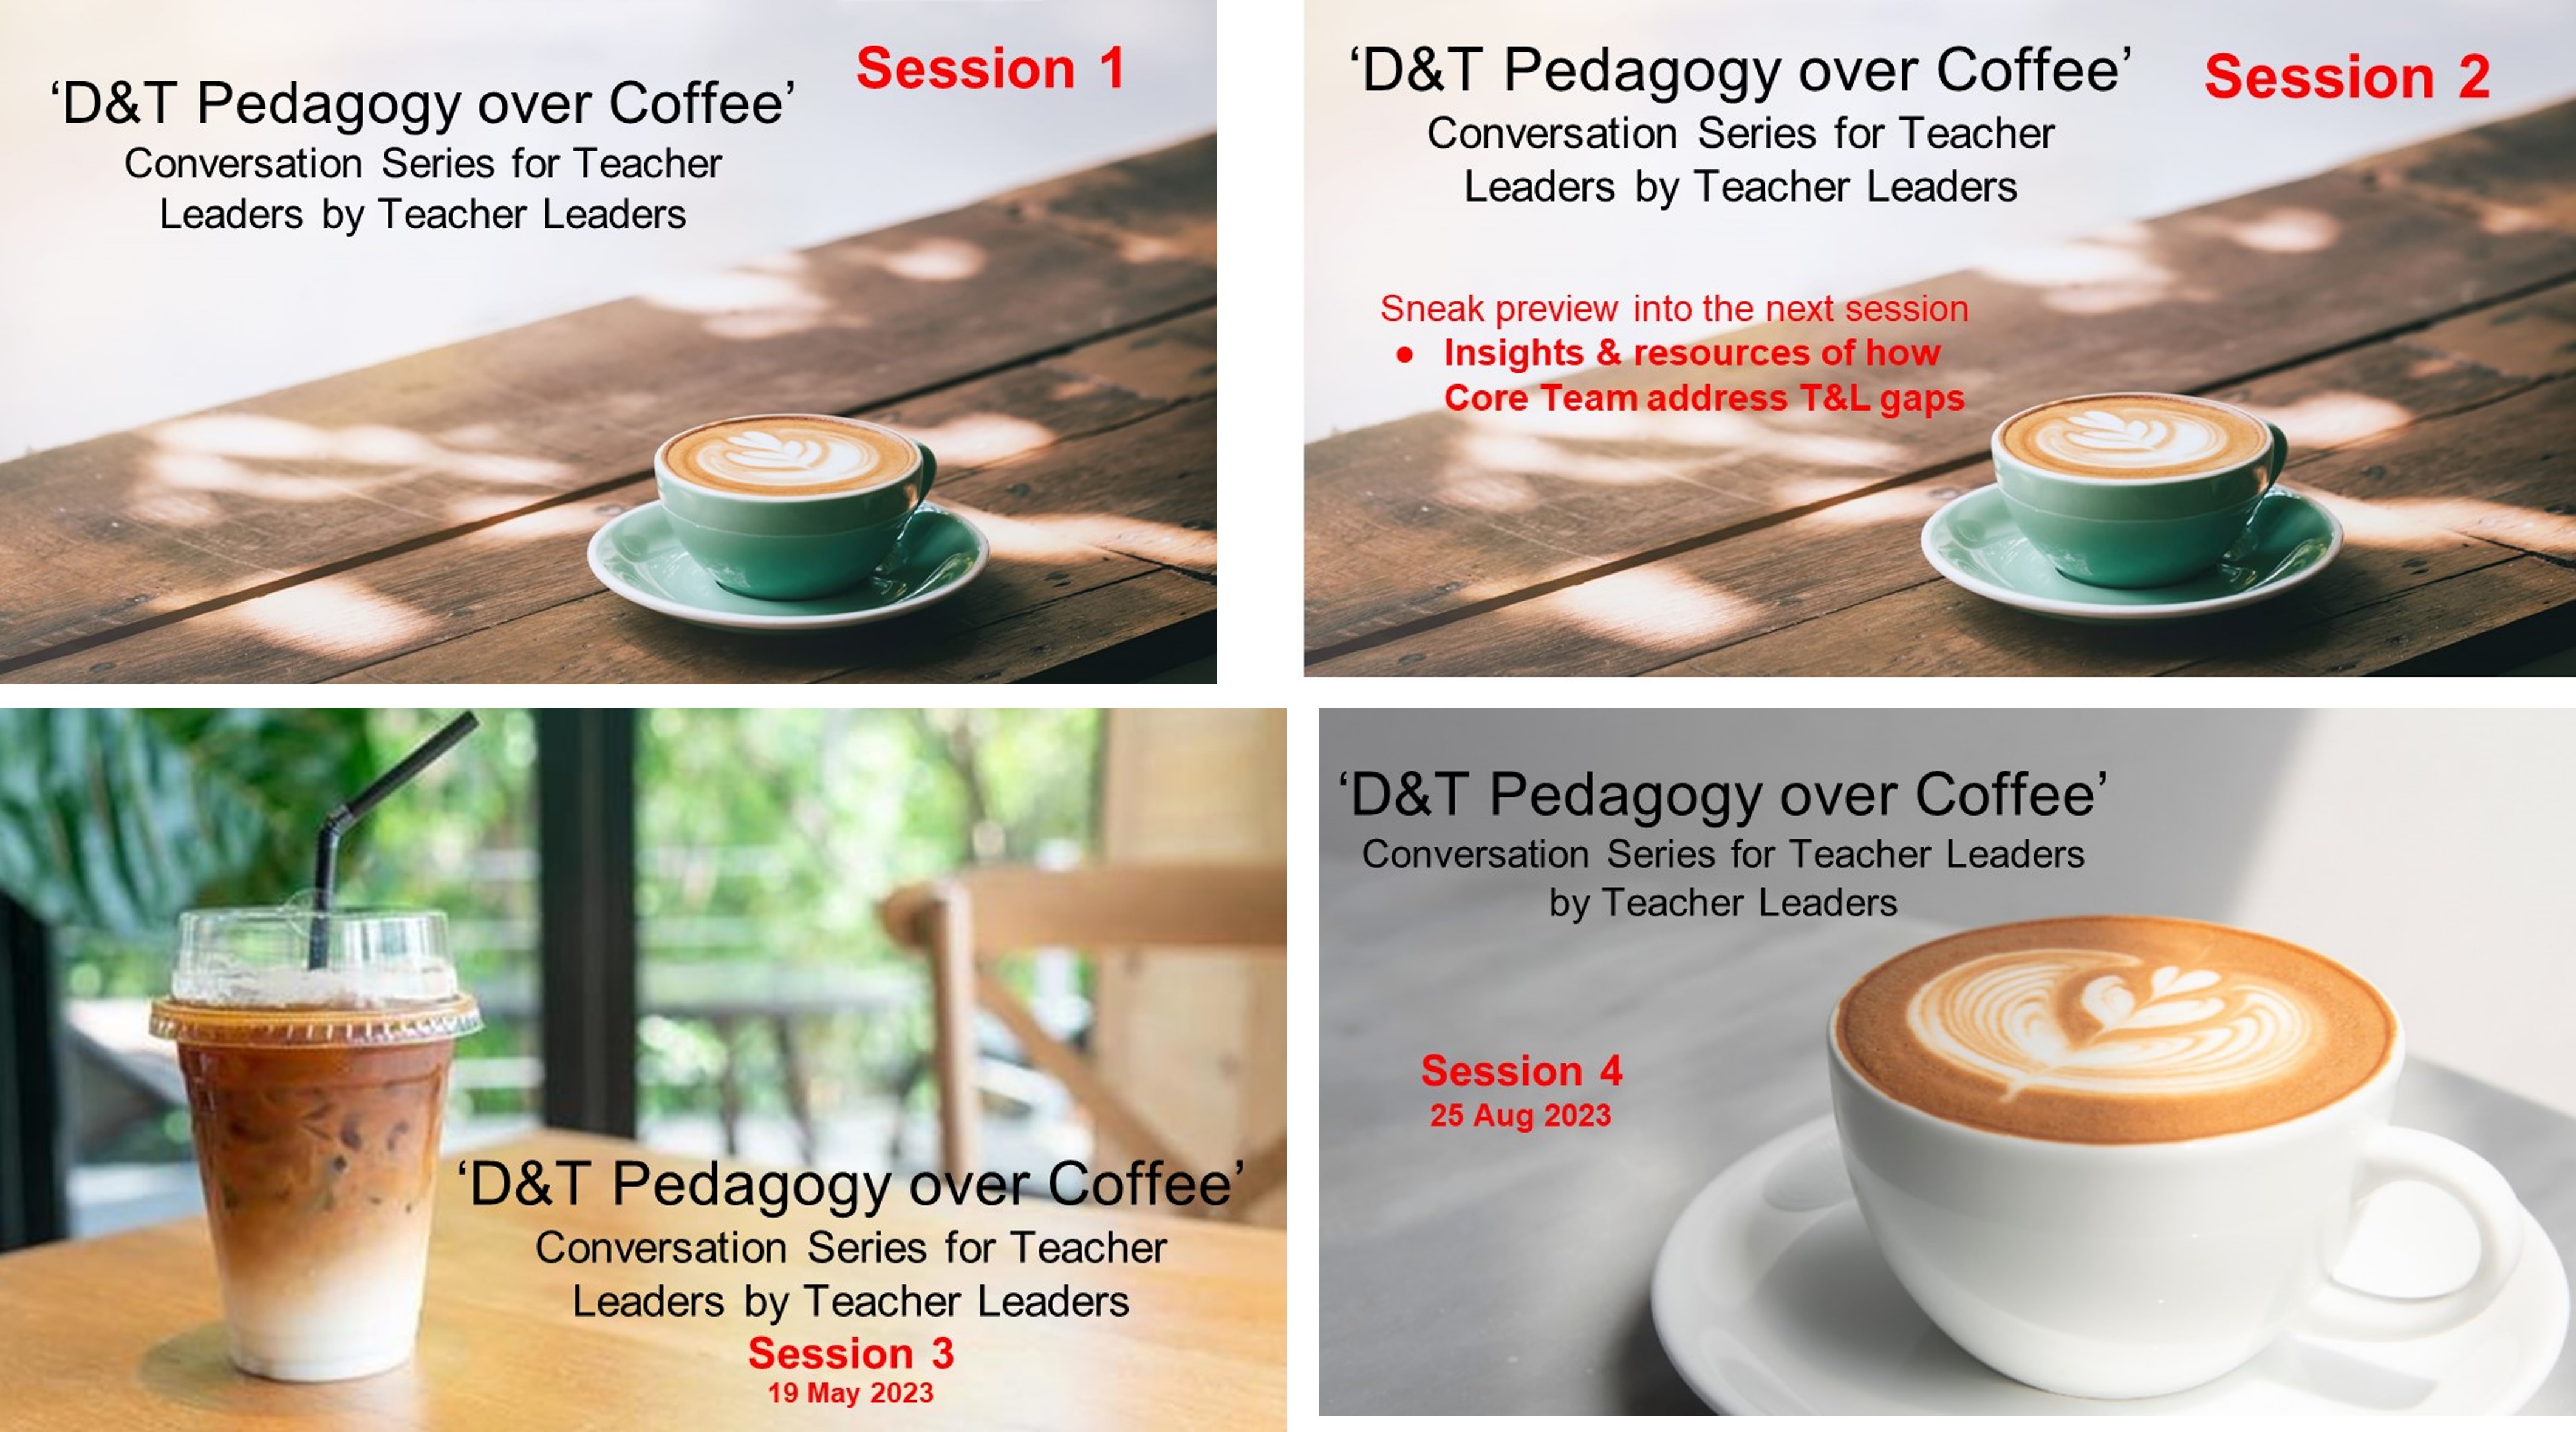 ‘D&T Pedagogy over Coffee’
Conversation Series for Teacher
Leaders by Teacher Leaders
Session 1
‘D&T Pedagogy over Coffee’
Conversation Series for Teacher
Leaders by Teacher Leaders
Session 2
Sneak preview into the next session
● Insights & resources of how
Core Team address T&L gaps
‘D&T Pedagogy over Coffee’
Conversation Series for Teacher
Leaders by Teacher Leaders
Session 3
19 May 2023
‘D&T Pedagogy over Coffee’
Conversation Series for Teacher Leaders
by Teacher Leaders
Session 4
25 Aug 2023